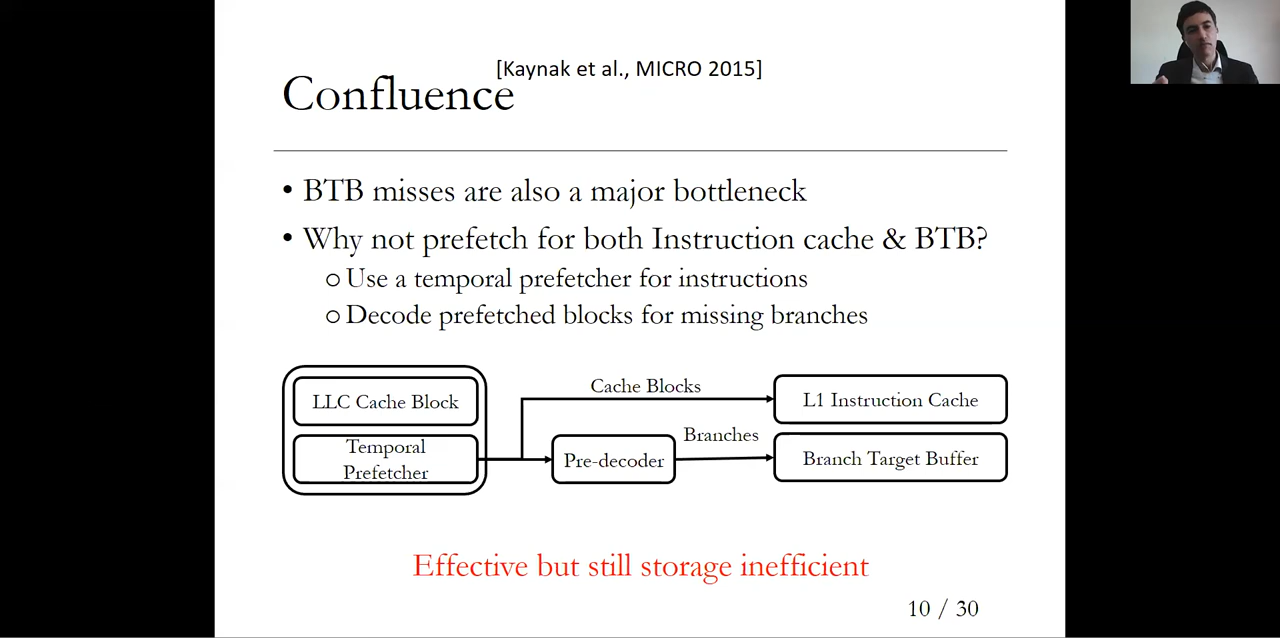 [Kaynak et al., MICRO 2015]
Confluence
• BTB misses are also a major bottleneck
• Why not prefetch for both Instruction cache & BTB?
o Use a temporal prefetcher for instructions
o Decode prefetched blocks for missing branches
LLC Cache Block
Temporal
Prefetcher
Cache Blocks
Pre-decoder
Branches
L1 Instruction Cache
Branch Target Buffer
Effective but still storage inefficient
10 / 30